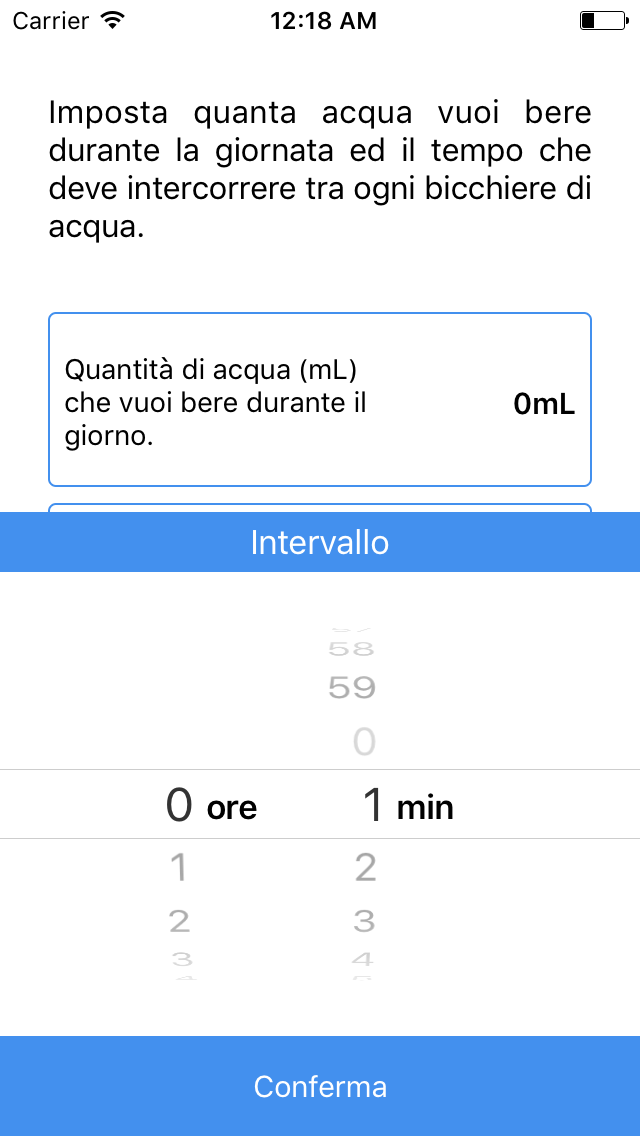 Carrier 12:18 AM
Imposta quanta acqua vuoi bere
durante la giornata ed il tempo che
deve intercorrere tra ogni bicchiere di
acqua.
Quantità di acqua (mL)
che vuoi bere durante il
giorno.
0mL
Intervallo
58
59
0
0 ore 1 min
1 2
2 3
3 4
4
Conferma